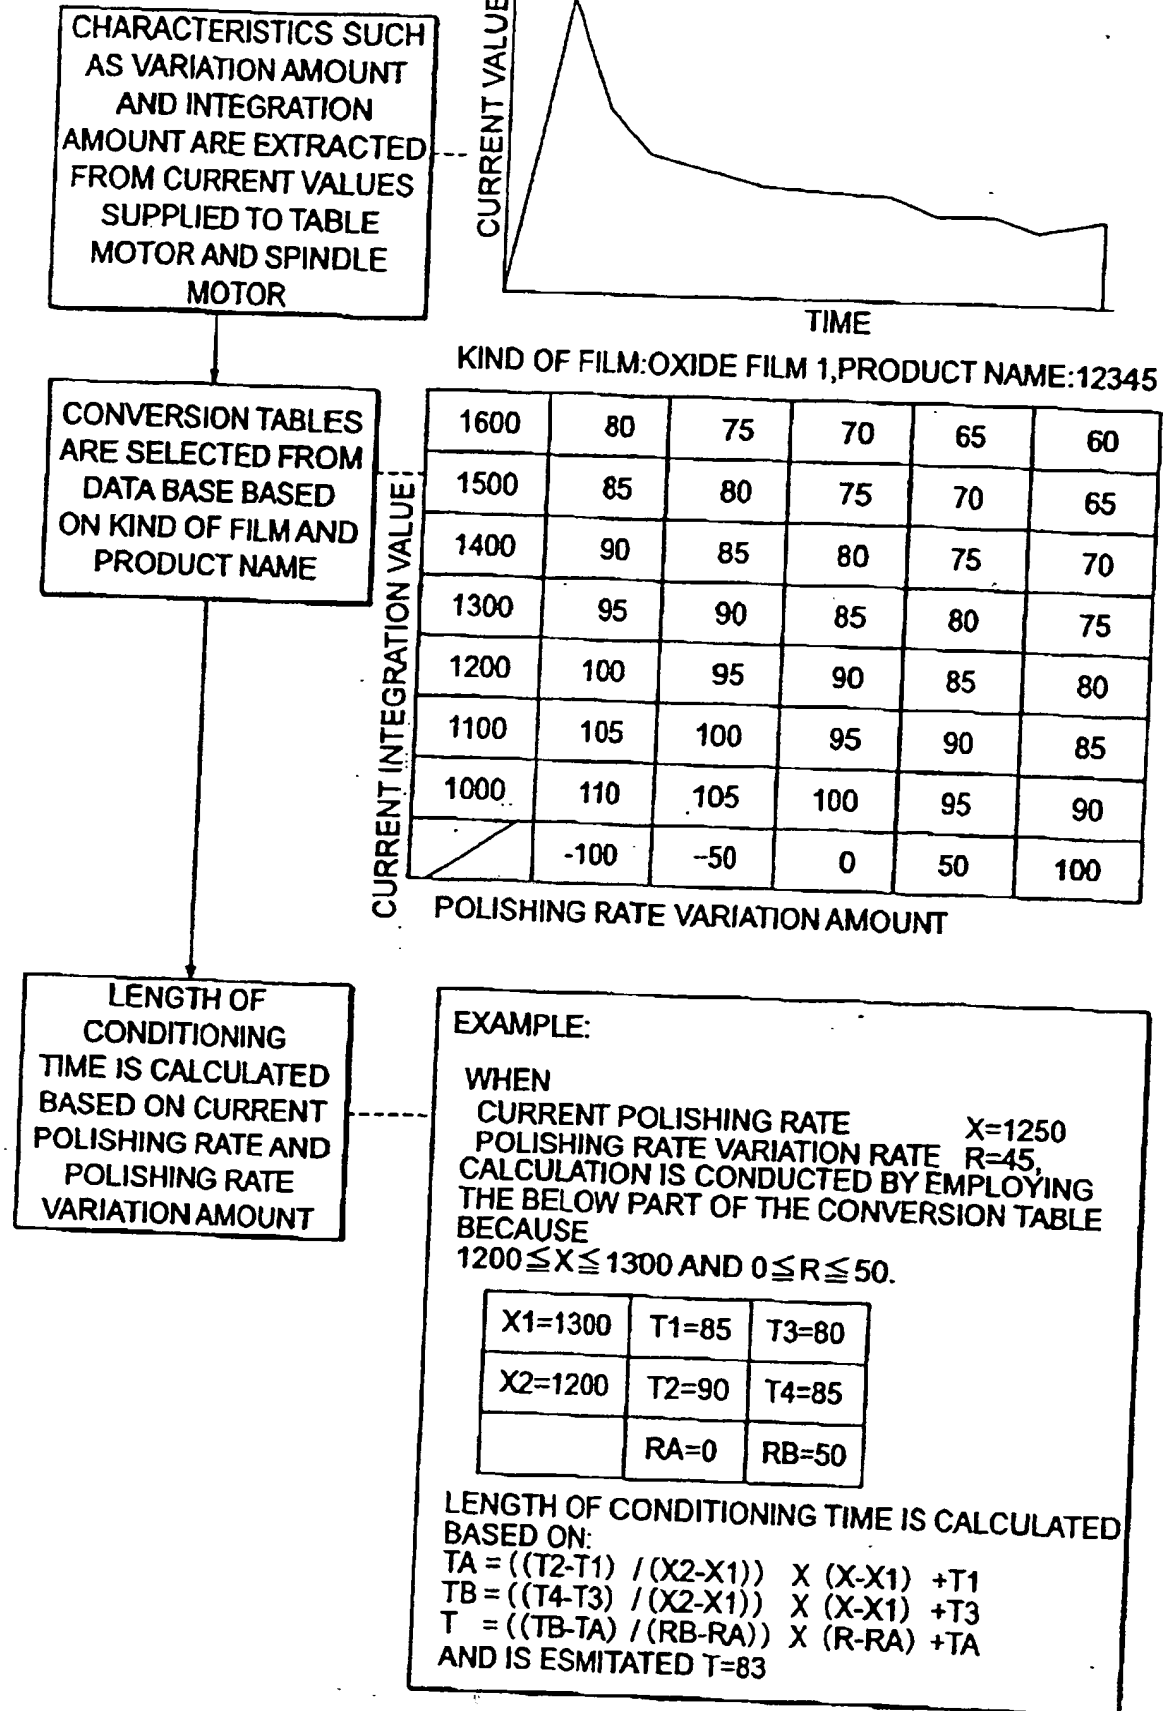 CHARACTERISTICS SUCH
AS VARIATION AMOUNT
AND INTEGRATION
AMOUNT ARE EXTRACTED
FROM CURRENT VALUES
SUPPLIED TO TABLE
MOTOR AND SPINDLE
MOTOR
CURRENT VALUE
TIME
CONVERSION TABLES
ARE SELECTED FROM
DATA BASE BASED
ON KIND OF FILM AND
PRODUCT NAME
KIND OF FILM:OXIDE FILM 1,PRODUCT NAME:12345
CURRENT INTEGRATION VALUE
1600 80 75 70 65 60
1500 85 80 75 70 65
1400 90 85 80 75 70
1300 95 90 85 80 75
1200 100 95 90 85 80
1100 105 100 95 90 85
1000 110 105 100 95 90
-100 -50 0 50 100
POLISHING RATE VARIATION AMOUNT
LENGTH OF
CONDITIONING
TIME IS CALCULATED
BASED ON CURRENT
POLISHING RATE AND
POLISHING RATE
VARIATION AMOUNT
EXAMPLE:
WHEN
CURRENT POLISHING RATE X=1250
POLISHING RATE VARIATION RATE R=45,
CALCULATION IS CONDUCTED BY EMPLOYING
THE BELOW PART OF THE CONVERSION TABLE
BECAUSE
1200≦X≦1300 AND 0≦R≦50.
X1=1300 T1=85 T3=80
X2=1200 T2=90 T4=85
RA=0 RB=50
LENGTH OF CONDITIONING TIME IS CALCULATED
BASED ON:
TA = ((T2-T1) / (X2-X1)) X (X-X1) +T1
TB = ((T4-T3) / (X2-X1)) X (X-X1) +T3
T = ((TB-TA) / (RB-RA)) X (R-RA) +TA
AND IS ESMITATED T=83